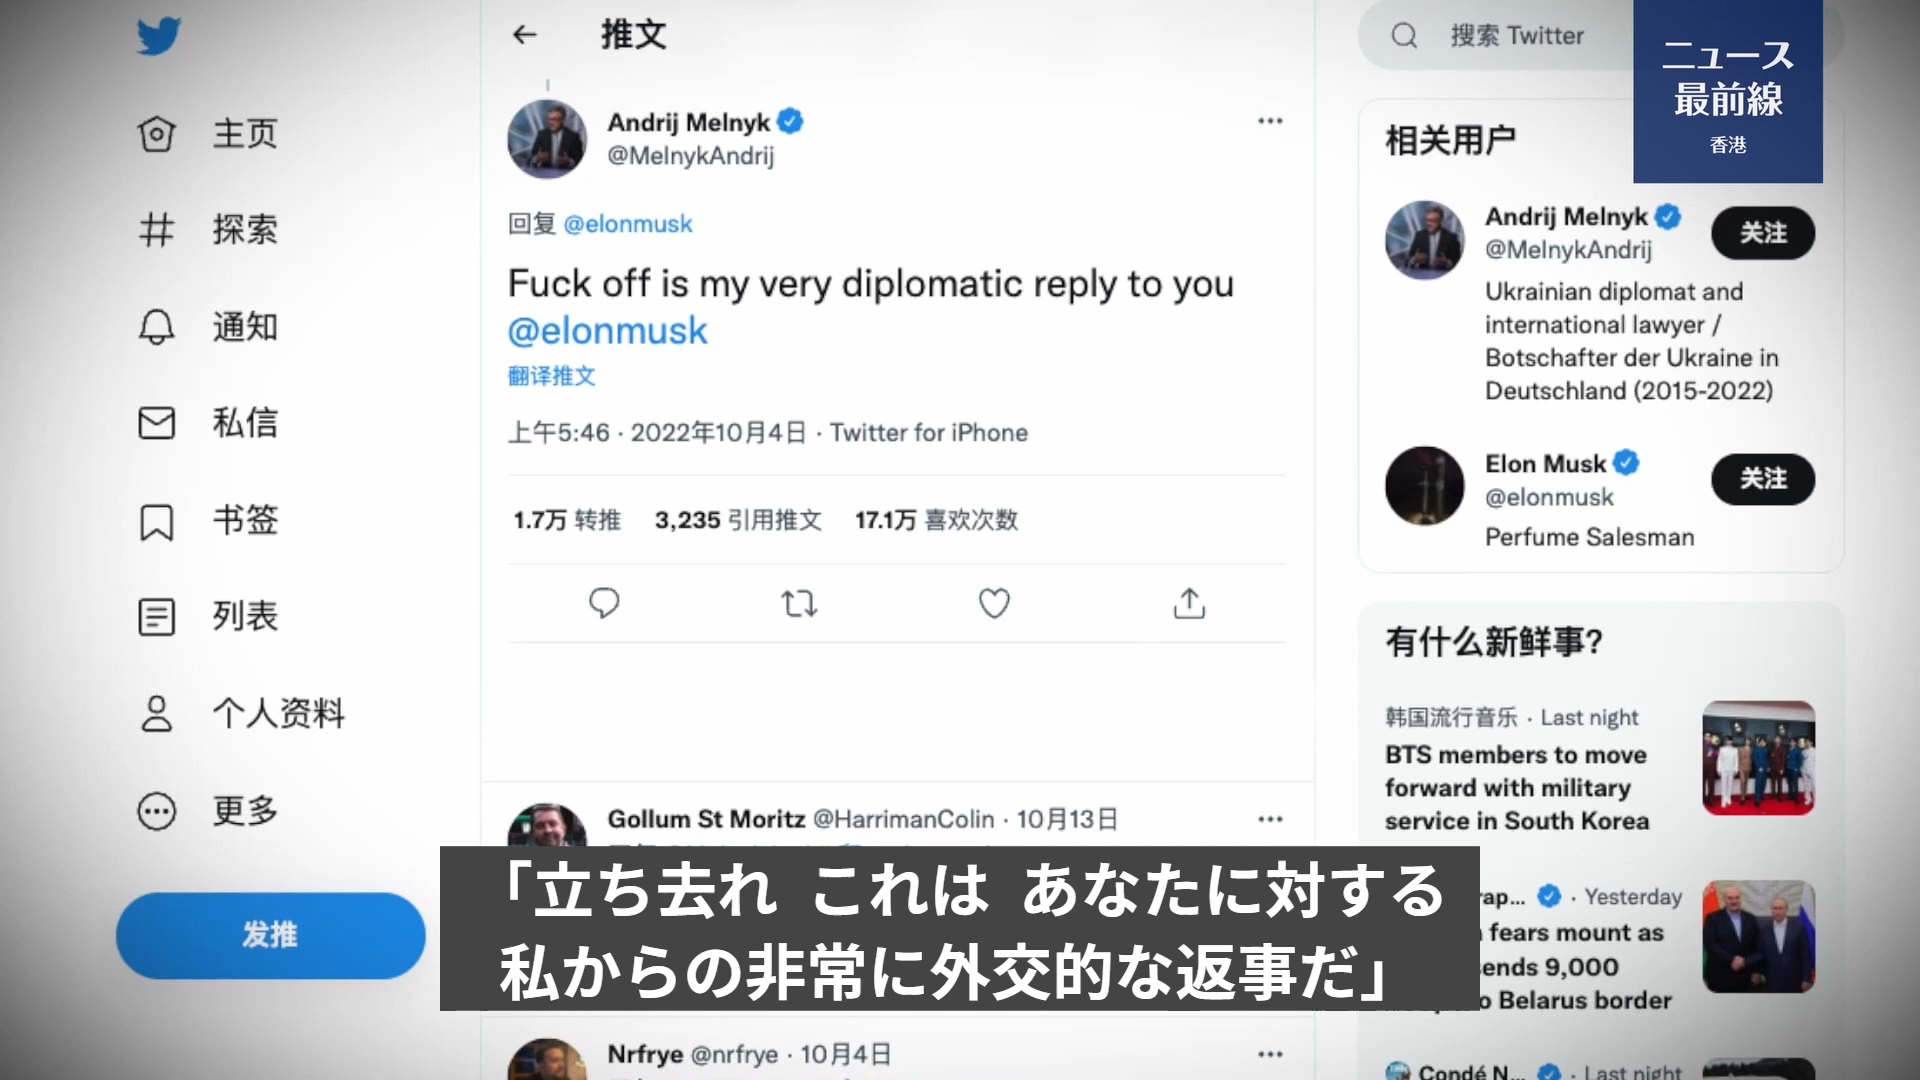 推文
搜索 Twitter
ニュース
最前線
香港
主页
探索
通知
私信
书签
列表
个人资料
更多
发推
Andrij Melnyk
@MelnykAndrij
回复 @elonmusk
Fuck off is my very diplomatic reply to you
@elonmusk
翻译推文
上午5:46 · 2022年10月4日 · Twitter for iPhone
1.7万 转推 3,235 引用推文 17.1万 喜欢次数
Gollum St Moritz @HarrimanColin · 10月13日
「立ち去れ これは あなたに対する
私からの非常に外交的な返事だ」
Nrfrye @nrfrye · 10月4日
相关用户
Andrij Melnyk
@MelnykAndrij
关注
Ukrainian diplomat and
international lawyer /
Botschafter der Ukraine in
Deutschland (2015-2022)
Elon Musk
@elonmusk
关注
Perfume Salesman
有什么新鲜事?
韩国流行音乐 · Last night
BTS members to move
forward with military
service in South Korea
· Yesterday
fears mount as
9,000
Belarus border
Condé N... · Last night